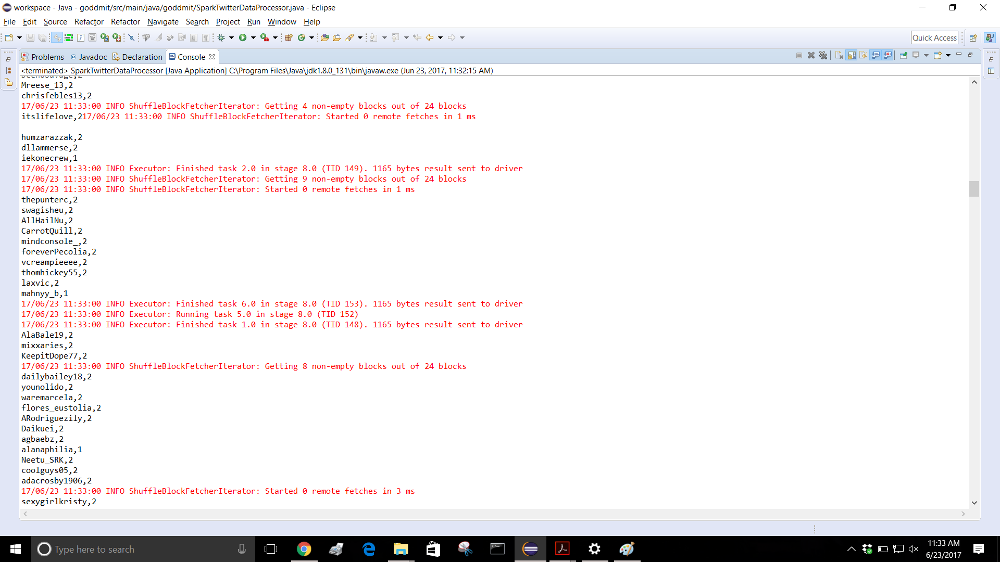 workspace - Java - goddmit/src/main/java/goddmit/SparkTwitterDataProcessor.java - Eclipse
File Edit Source Refactor Refactor Navigate Search Project Run Window Help
Quick Access
Problems @ Javadoc Declaration Console
<terminated> SparkTwitterDataProcessor [Java Application] C:\Program Files\Java\jdk1.8.0_131\bin\javaw.exe (Jun 23, 2017, 11:32:15 AM)
Mreese_13,2
chrisfebles13,2
17/06/23 11:33:00 INFO ShuffleBlockFetcherIterator: Getting 4 non-empty blocks out of 24 blocks
itslifelove,217/06/23 11:33:00 INFO ShuffleBlockFetcherIterator: Started 0 remote fetches in 1 ms
humzarazzak,2
dllammerse,2
iekonecrew,1
17/06/23 11:33:00 INFO Executor: Finished task 2.0 in stage 8.0 (TID 149). 1165 bytes result sent to driver
17/06/23 11:33:00 INFO ShuffleBlockFetcherIterator: Getting 9 non-empty blocks out of 24 blocks
17/06/23 11:33:00 INFO ShuffleBlockFetcherIterator: Started 0 remote fetches in 1 ms
thepunterc,2
swagisheu,2
AllHailNu,2
CarrotQuill,2
mindconsole_,2
foreverPecolia,2
vcreampieeee,2
thomhickey55,2
laxvic,2
mahnyy_b,1
17/06/23 11:33:00 INFO Executor: Finished task 6.0 in stage 8.0 (TID 153). 1165 bytes result sent to driver
17/06/23 11:33:00 INFO Executor: Running task 5.0 in stage 8.0 (TID 152)
17/06/23 11:33:00 INFO Executor: Finished task 1.0 in stage 8.0 (TID 148). 1165 bytes result sent to driver
AlaBale19,2
mixxaries,2
KeepitDope77,2
17/06/23 11:33:00 INFO ShuffleBlockFetcherIterator: Getting 8 non-empty blocks out of 24 blocks
dailybailey18,2
younolido,2
waremarcela,2
flores_eustolia,2
ARodriguezily,2
Daikuei,2
agbaebz,2
alanaphilia,1
Neetu_SRK,2
coolguys05,2
adacrosby1906,2
17/06/23 11:33:00 INFO ShuffleBlockFetcherIterator: Started 0 remote fetches in 3 ms
sexygirlkristy,2
Type here to search
11:33 AM
6/23/2017